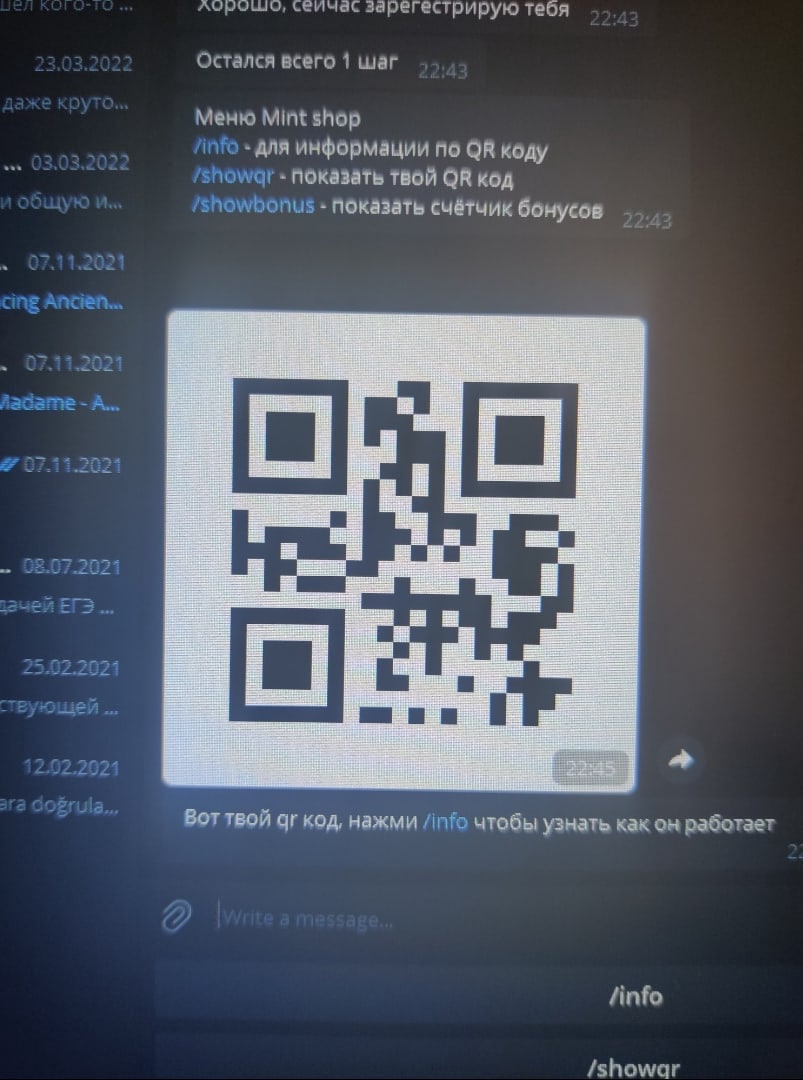 шёл кого-то ...
23.03.2022
даже круто...
... 03.03.2022
и общую и...
07.11.2021
cing Ancien...
07.11.2021
Madame - A...
07.11.2021
08.07.2021
дачей ЕГЭ ...
25.02.2021
ствующей ...
12.02.2021
ara doğrula...
Хорошо, сейчас зарегестрирую тебя 22:43
Остался всего 1 шаг 22:43
Меню Mint shop
/info - для информации по QR коду
/showqr - показать твой QR код
/showbonus - показать счётчик бонусов 22:43
22:45
Вот твой qr код, нажми /info чтобы узнать как он работает
Write a message...
/info
/showqr